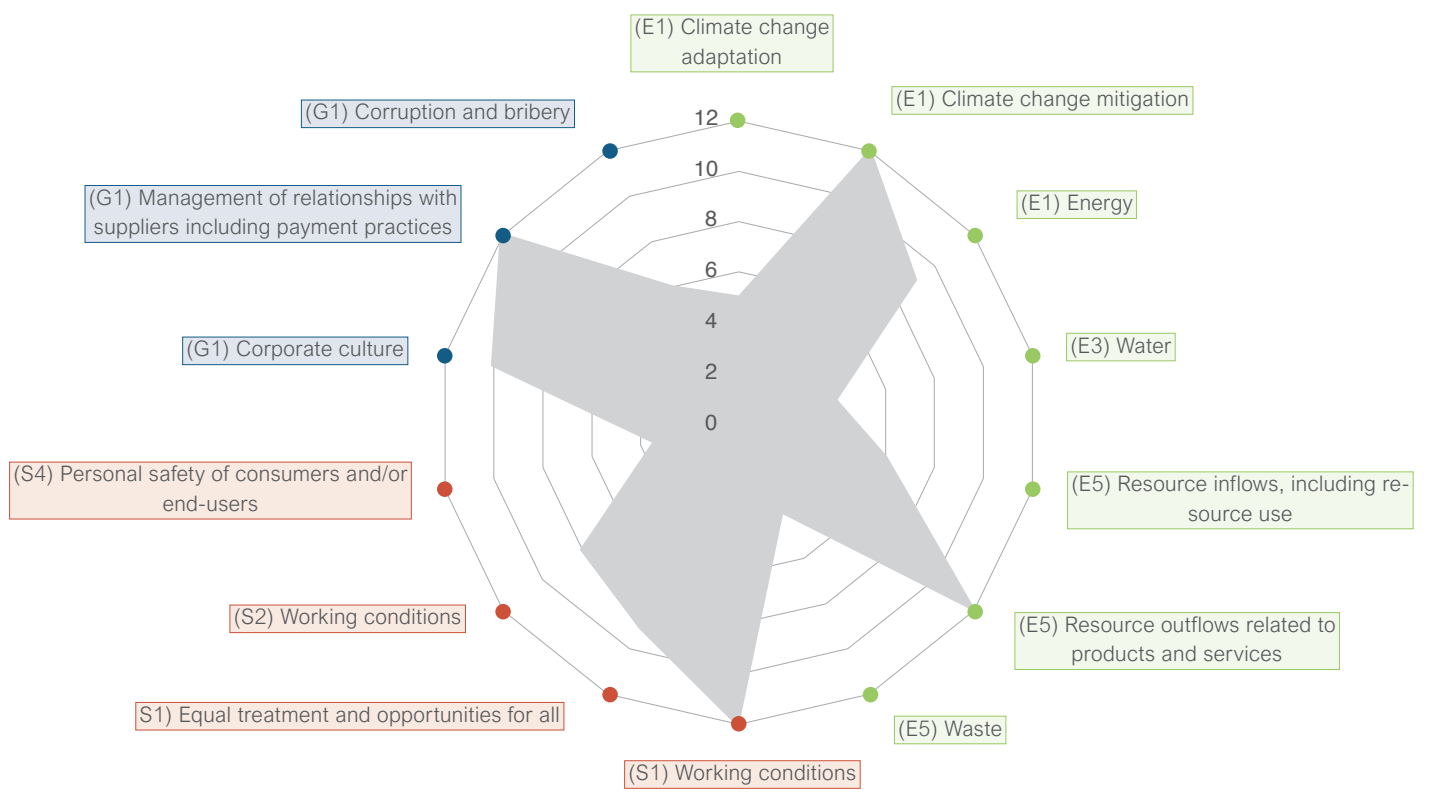 (E1) Climate change
adaptation
(E1) Climate change mitigation
(G1) Corruption and bribery
12
10
(G1) Management of relationships with
suppliers including payment practices
(E1) Energy
8
6
4
(E3) Water
(G1) Corporate culture
2
0
(S4) Personal safety of consumers and/or
end-users
(E5) Resource inflows, including re-
source use
(S2) Working conditions
(E5) Resource outflows related to
products and services
S1) Equal treatment and opportunities for all
(E5) Waste
(S1) Working conditions